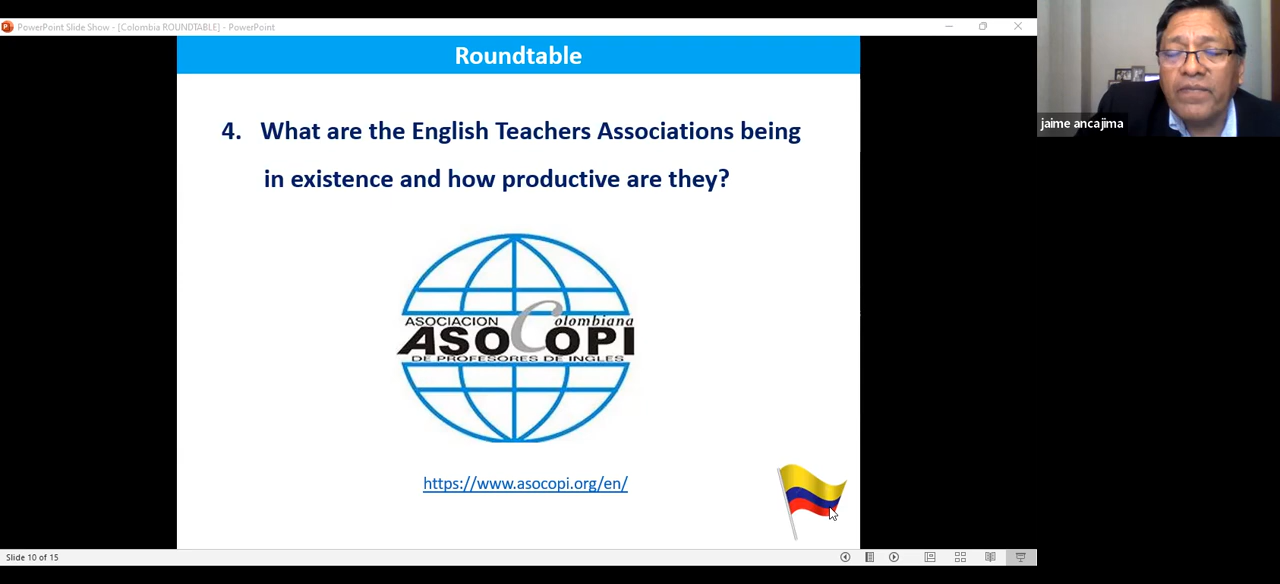 PowerPoint Slide Show - [Colombia ROUNDTABLE] - PowerPoint
Roundtable
4. What are the English Teachers Associations being
in existence and how productive are they?
ASOCIACION Colombiana
ASOCOPI
DE PROFESORES DE INGLES
https://www.asocopi.org/en/
jaime ancajima
Slide 10 of 15